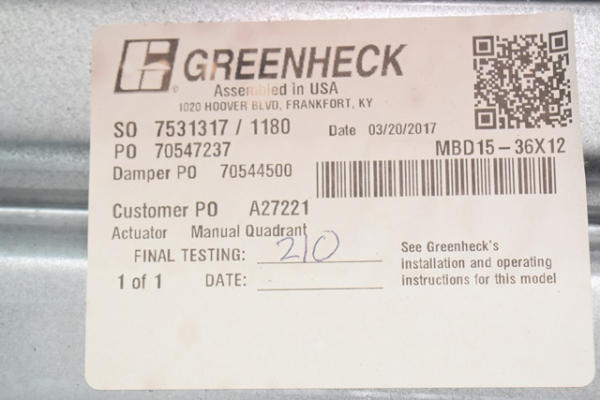 GREENHECK
Assembled in USA
1020 HOOVER BLVD, FRANKFORT, KY
SO 7531317 / 1180 Date 03/20/2017
PO 70547237 MBD15-36X12
Damper PO 70544500
Customer PO A27221
Actuator Manual Quadrant
FINAL TESTING: 210
1 of 1 DATE:
See Greenheck's
installation and operating
instructions for this model